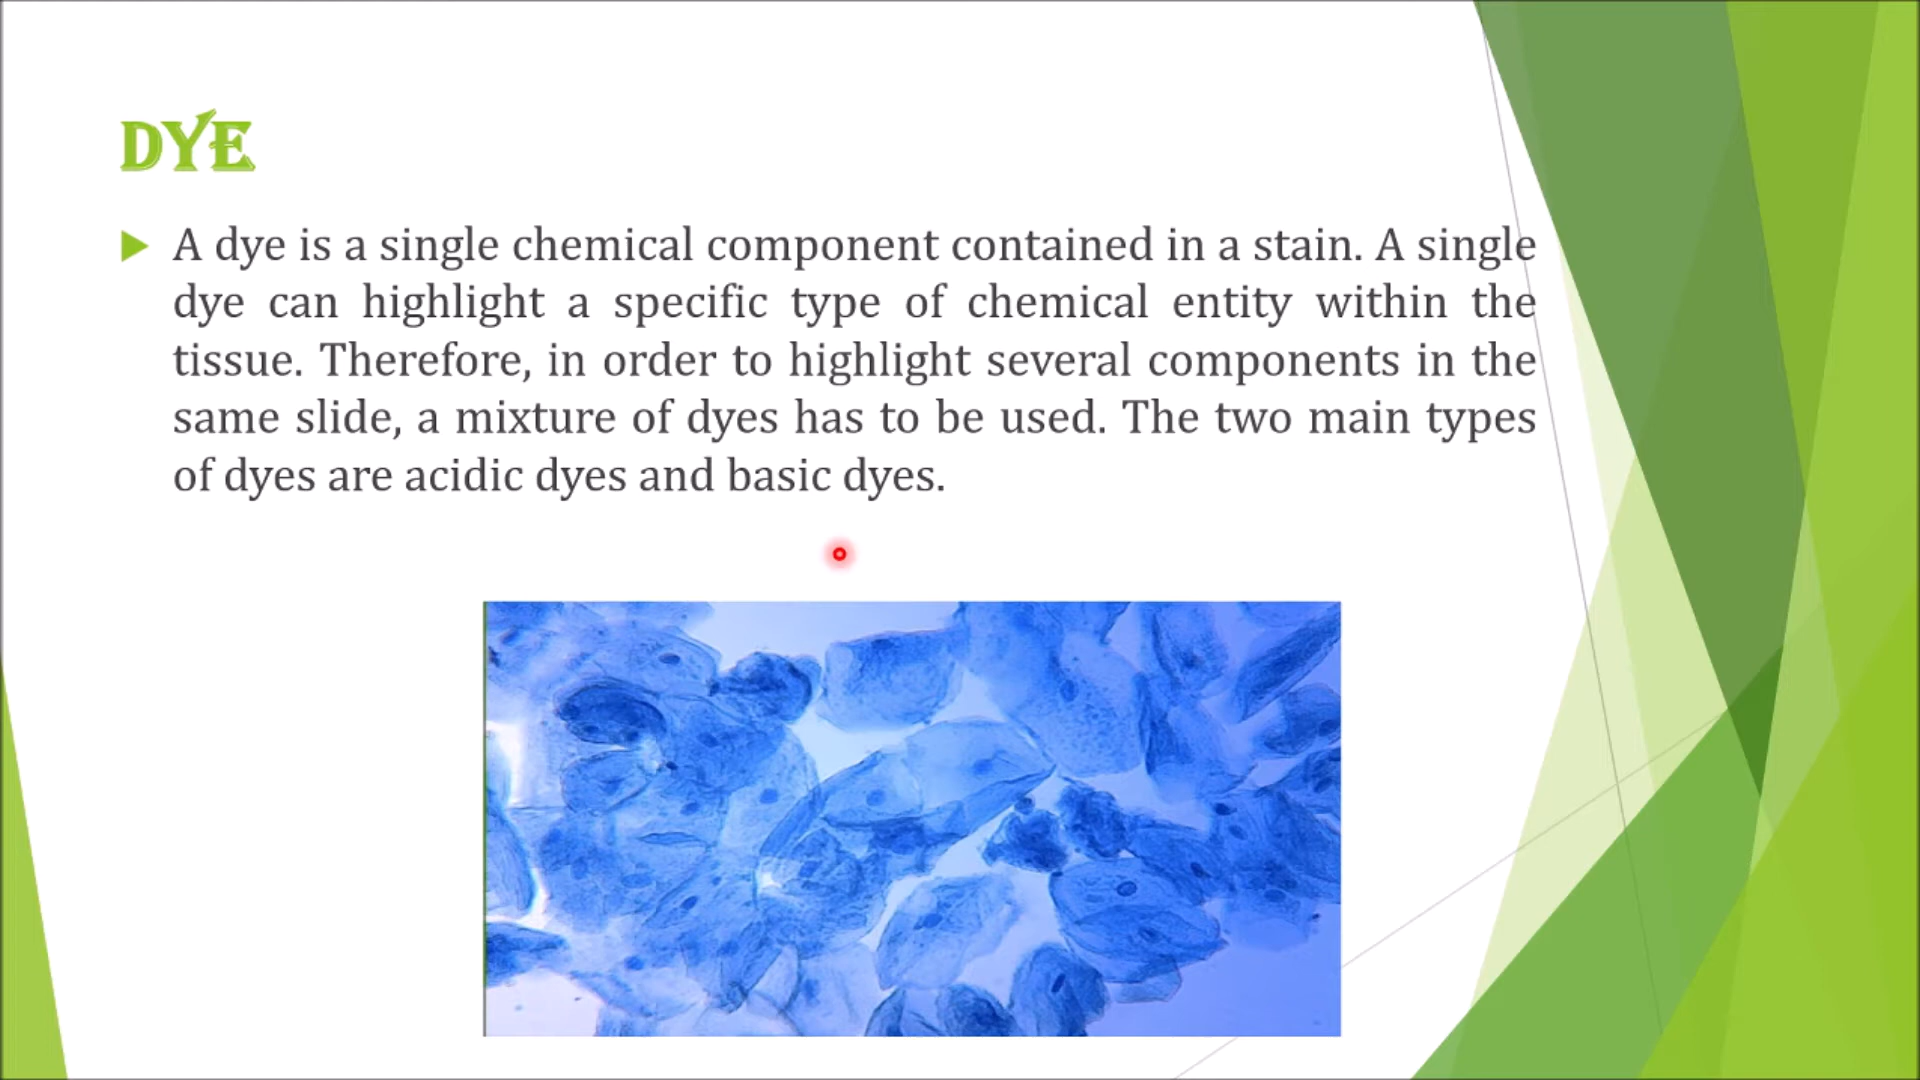 DYE
A dye is a single chemical component contained in a stain. A single
dye can highlight a specific type of chemical entity within the
tissue. Therefore, in order to highlight several components in the
same slide, a mixture of dyes has to be used. The two main types
of dyes are acidic dyes and basic dyes.